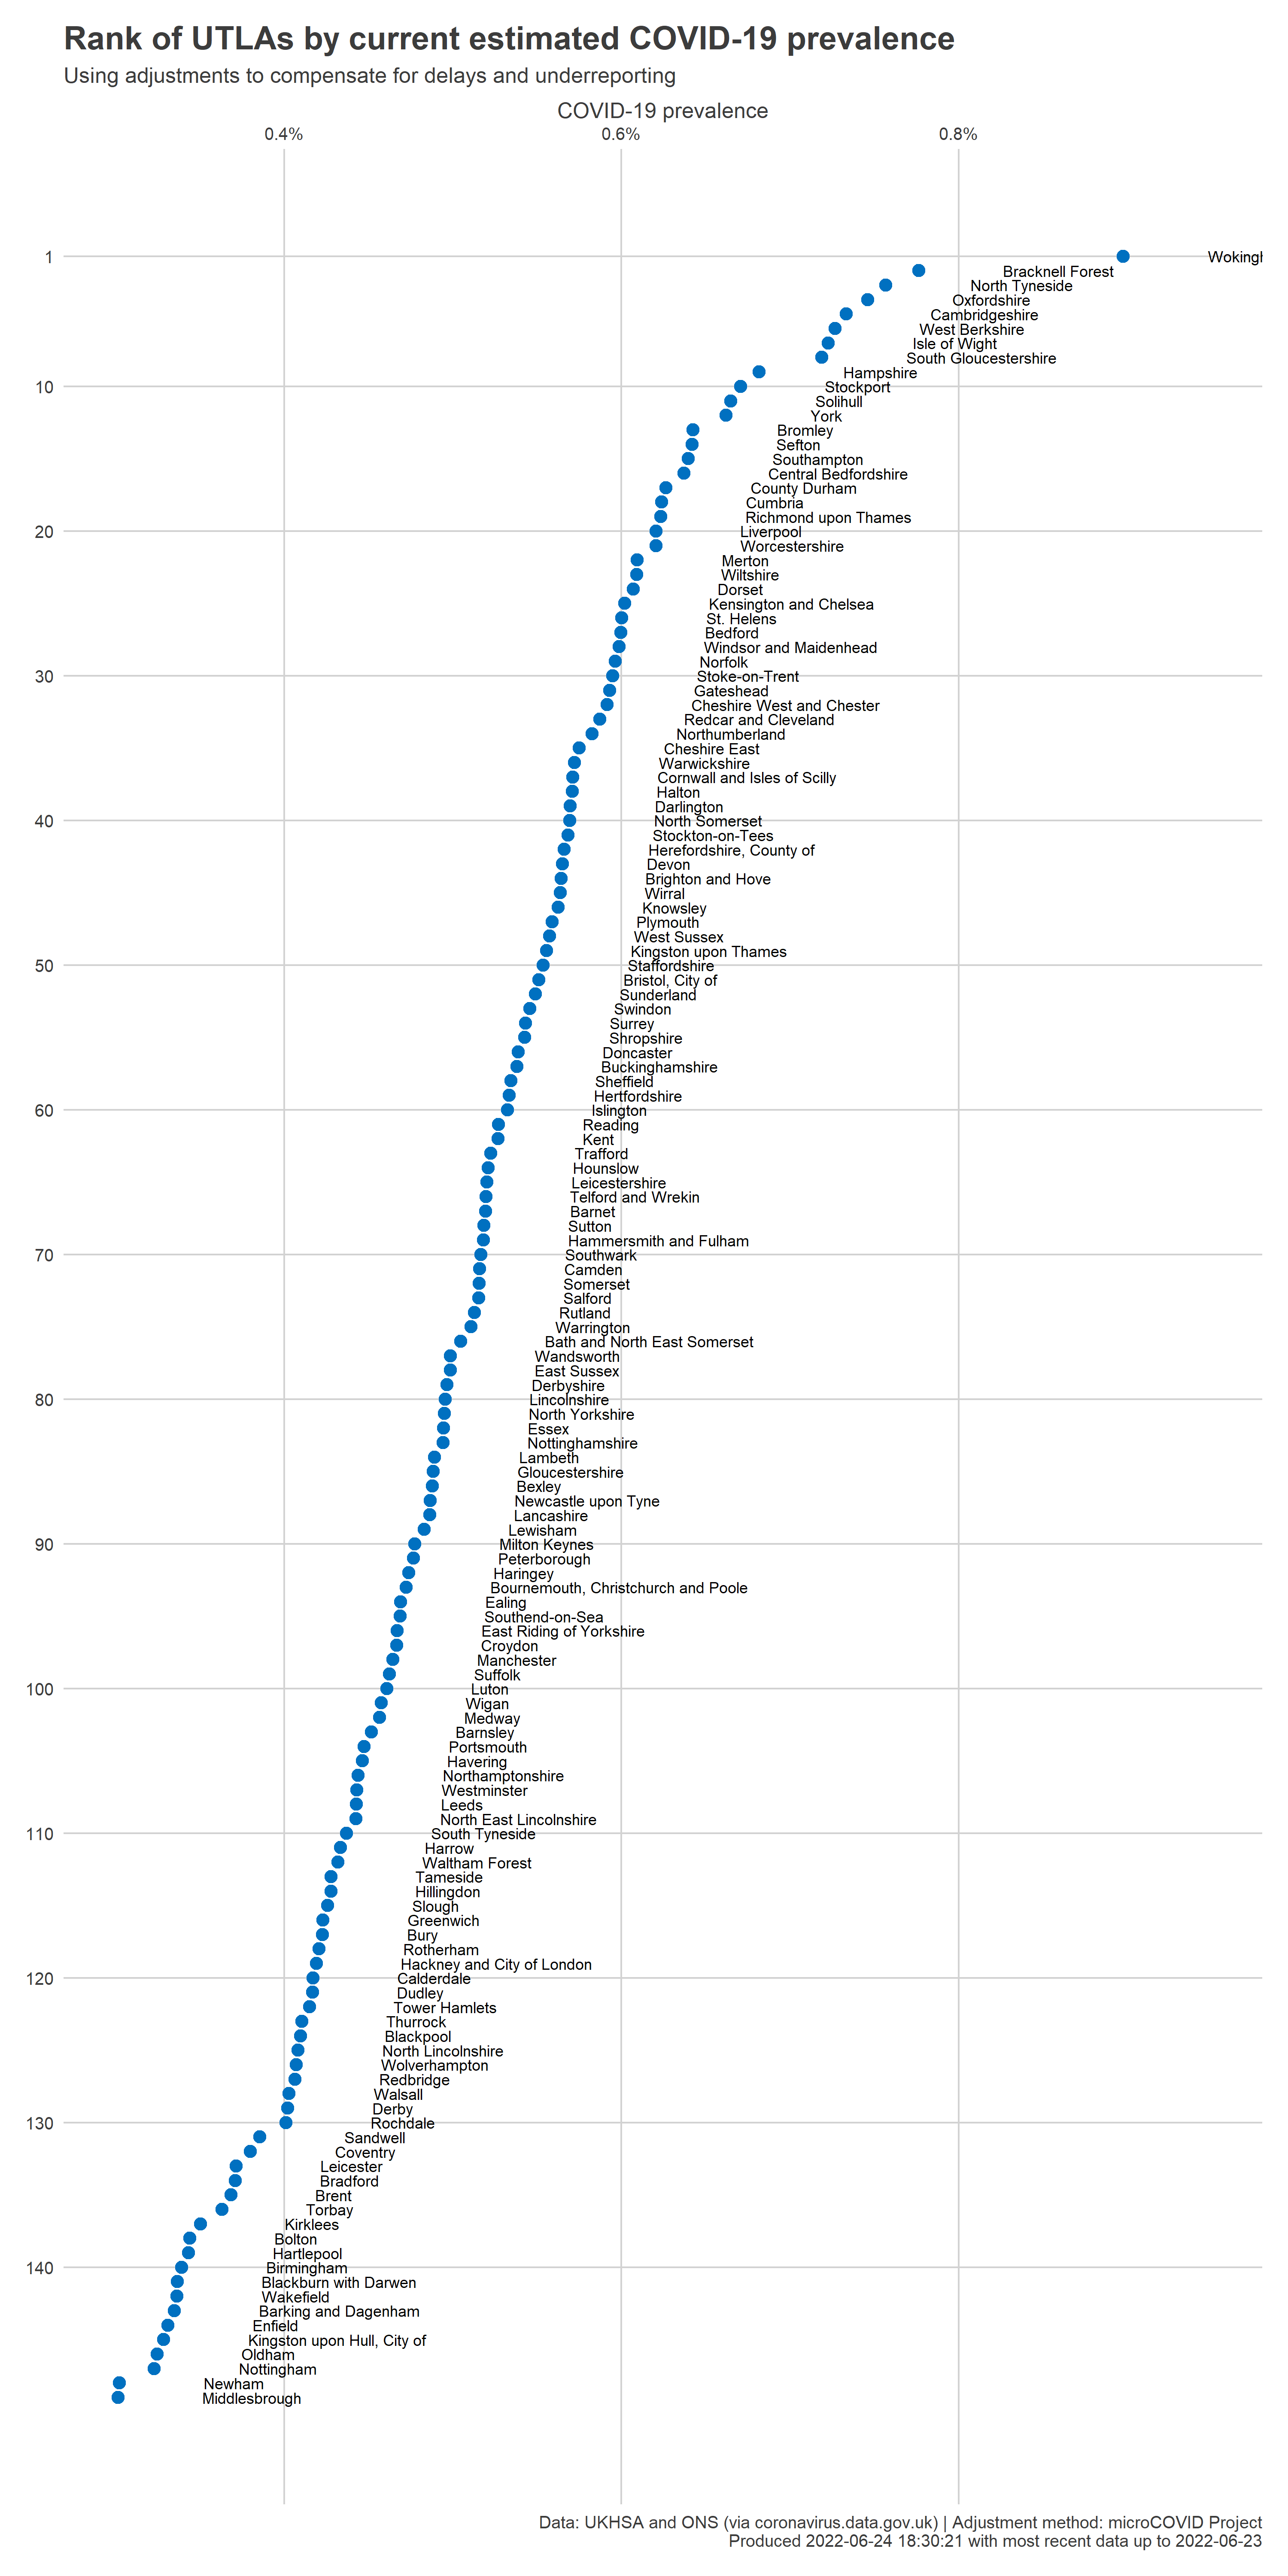 Rank of UTLAs by current estimated COVID-19 prevalence
Using adjustments to compensate for delays and underreporting
COVID-19 prevalence
0.4% 0.6% 0.8%
1 Wokingh
Bracknell Forest
North Tyneside
Oxfordshire
Cambridgeshire
West Berkshire
Isle of Wight
South Gloucestershire
Hampshire
10 Stockport
Solihull
York
Bromley
Sefton
Southampton
Central Bedfordshire
County Durham
Cumbria
Richmond upon Thames
20 Liverpool
Worcestershire
Merton
Wiltshire
Dorset
Kensington and Chelsea
St. Helens
Bedford
Windsor and Maidenhead
Norfolk
30 Stoke-on-Trent
Gateshead
Cheshire West and Chester
Redcar and Cleveland
Northumberland
Cheshire East
Warwickshire
Cornwall and Isles of Scilly
Halton
Darlington
40 North Somerset
Stockton-on-Tees
Herefordshire, County of
Devon
Brighton and Hove
Wirral
Knowsley
Plymouth
West Sussex
Kingston upon Thames
50 Staffordshire
Bristol, City of
Sunderland
Swindon
Surrey
Shropshire
Doncaster
Buckinghamshire
Sheffield
Hertfordshire
60 Islington
Reading
Kent
Trafford
Hounslow
Leicestershire
Telford and Wrekin
Barnet
Sutton
Hammersmith and Fulham
70 Southwark
Camden
Somerset
Salford
Rutland
Warrington
Bath and North East Somerset
Wandsworth
East Sussex
Derbyshire
80 Lincolnshire
North Yorkshire
Essex
Nottinghamshire
Lambeth
Gloucestershire
Bexley
Newcastle upon Tyne
Lancashire
Lewisham
90 Milton Keynes
Peterborough
Haringey
Bournemouth, Christchurch and Poole
Ealing
Southend-on-Sea
East Riding of Yorkshire
Croydon
Manchester
Suffolk
100 Luton
Wigan
Medway
Barnsley
Portsmouth
Havering
Northamptonshire
Westminster
Leeds
North East Lincolnshire
110 South Tyneside
Harrow
Waltham Forest
Tameside
Hillingdon
Slough
Greenwich
Bury
Rotherham
Hackney and City of London
120 Calderdale
Dudley
Tower Hamlets
Thurrock
Blackpool
North Lincolnshire
Wolverhampton
Redbridge
Walsall
Derby
130 Rochdale
Sandwell
Coventry
Leicester
Bradford
Brent
Torbay
Kirklees
Bolton
Hartlepool
140 Birmingham
Blackburn with Darwen
Wakefield
Barking and Dagenham
Enfield
Kingston upon Hull, City of
Oldham
Nottingham
Newham
Middlesbrough
Data: UKHSA and ONS (via coronavirus.data.gov.uk) | Adjustment method: microCOVID Project
Produced 2022-06-24 18:30:21 with most recent data up to 2022-06-23